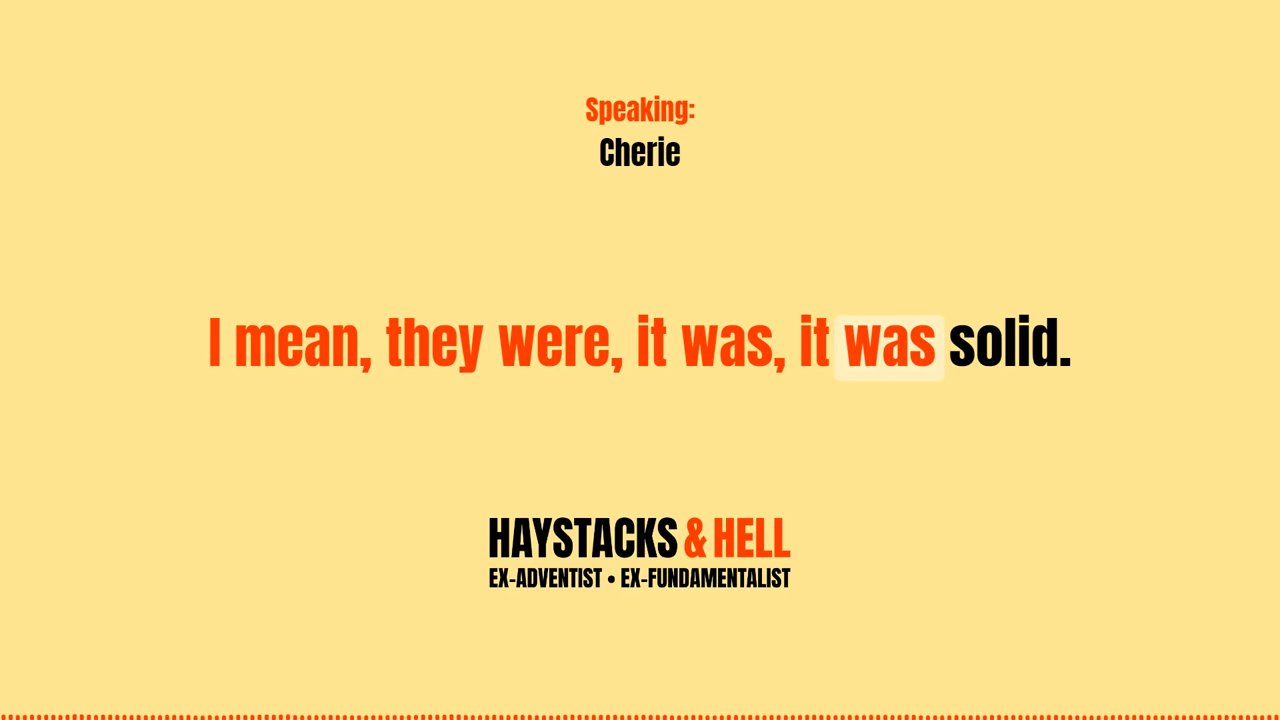 Speaking:
Cherie
I mean, they were, it was, it was solid.
HAYSTACKS & HELL
EX-ADVENTIST • EX-FUNDAMENTALIST